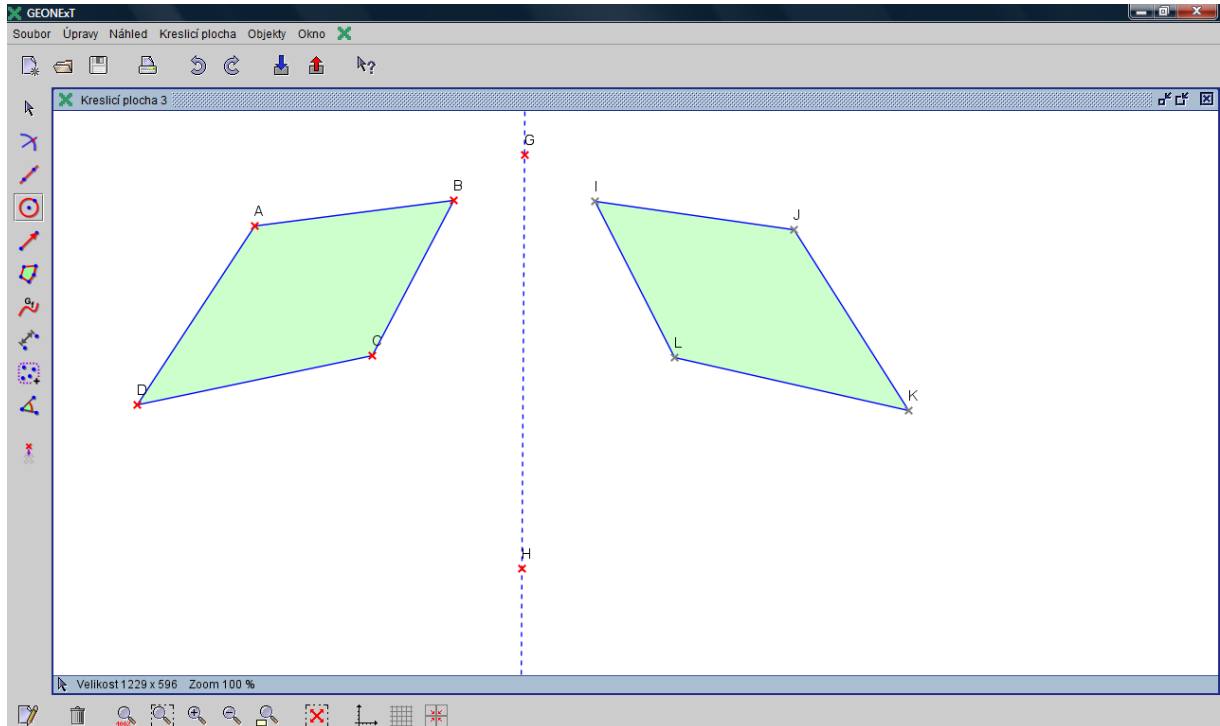 GEONExT
Soubor Úpravy Náhled Kreslicí plocha Objekty Okno
Kreslicí plocha 3
G
B
I
A
J
C
L
D
K
H
Velikost 1229 x 596 Zoom 100 %